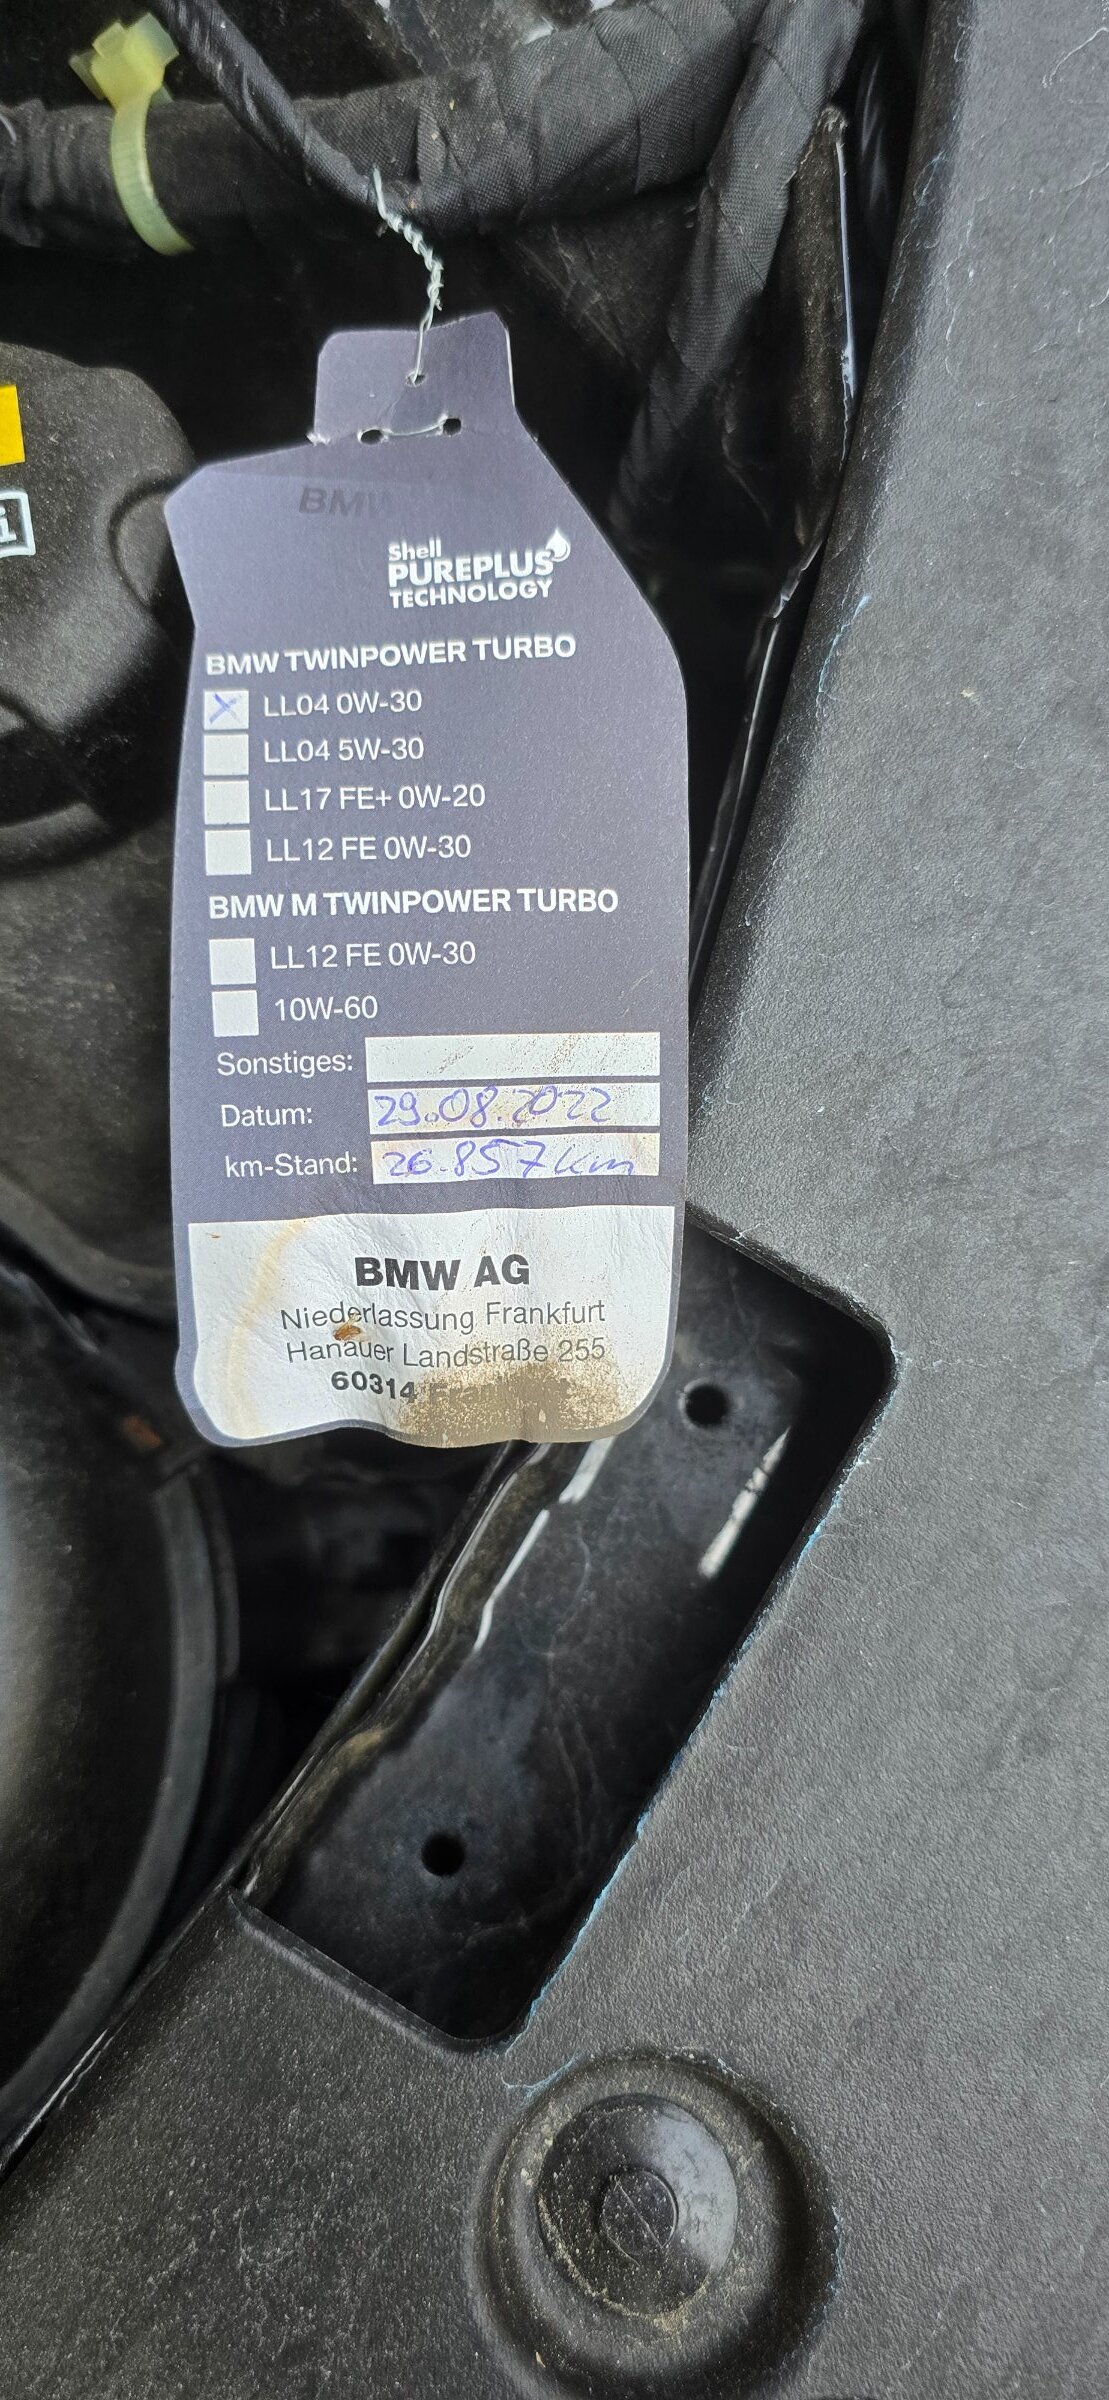 BMW
Shell
PUREPLUS
TECHNOLOGY
BMW TWINPOWER TURBO
LL04 0W-30
LL04 5W-30
LL17 FE+ 0W-20
LL12 FE 0W-30
BMW M TWINPOWER TURBO
LL12 FE 0W-30
10W-60
Sonstiges:
Datum: 29.08.2022
km-Stand: 26.857 km
BMW AG
Niederlassung Frankfurt
Hanauer Landstraße 255
60314